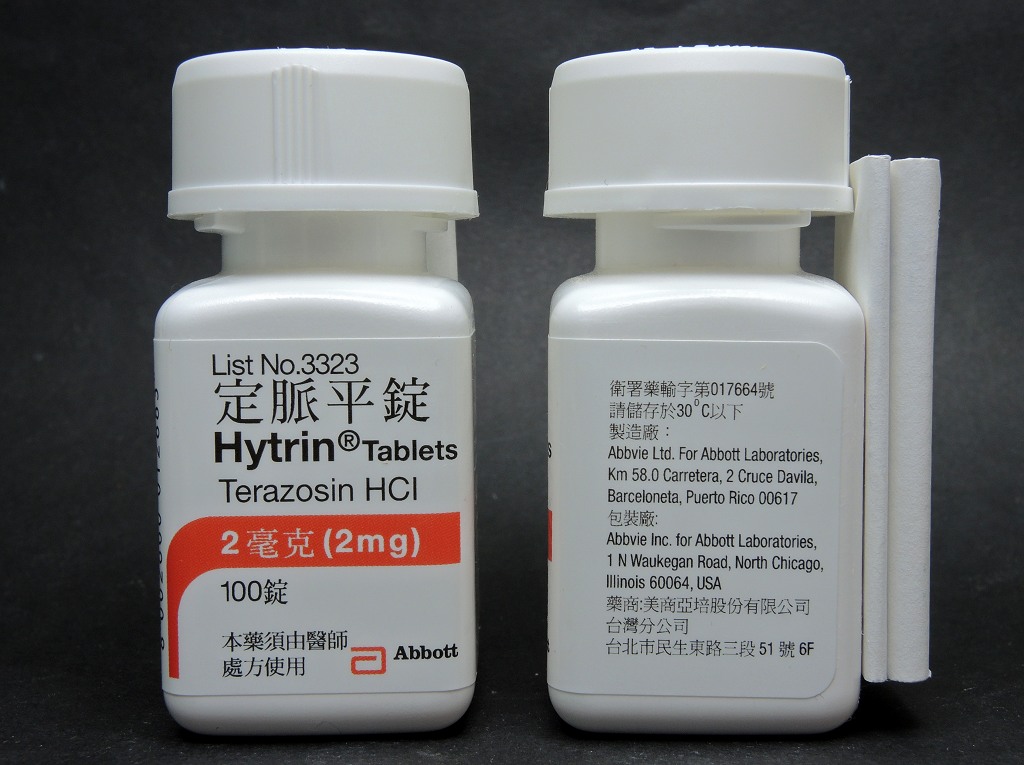 List No.3323
定脈平錠
Hytrin® Tablets
Terazosin HCl
2毫克(2mg)
100錠
本藥須由醫師
處方使用
Abbott
衛署藥輸字第017664號
請儲存於30°C以下
製造廠：
Abbvie Ltd. For Abbott Laboratories,
Km 58.0 Carretera, 2 Cruce Davila,
Barceloneta, Puerto Rico 00617
包裝廠:
Abbvie Inc. for Abbott Laboratories,
1 N Waukegan Road, North Chicago,
Illinois 60064, USA
藥商:美商亞培股份有限公司
台灣分公司
台北市民生東路三段 51 號 6F